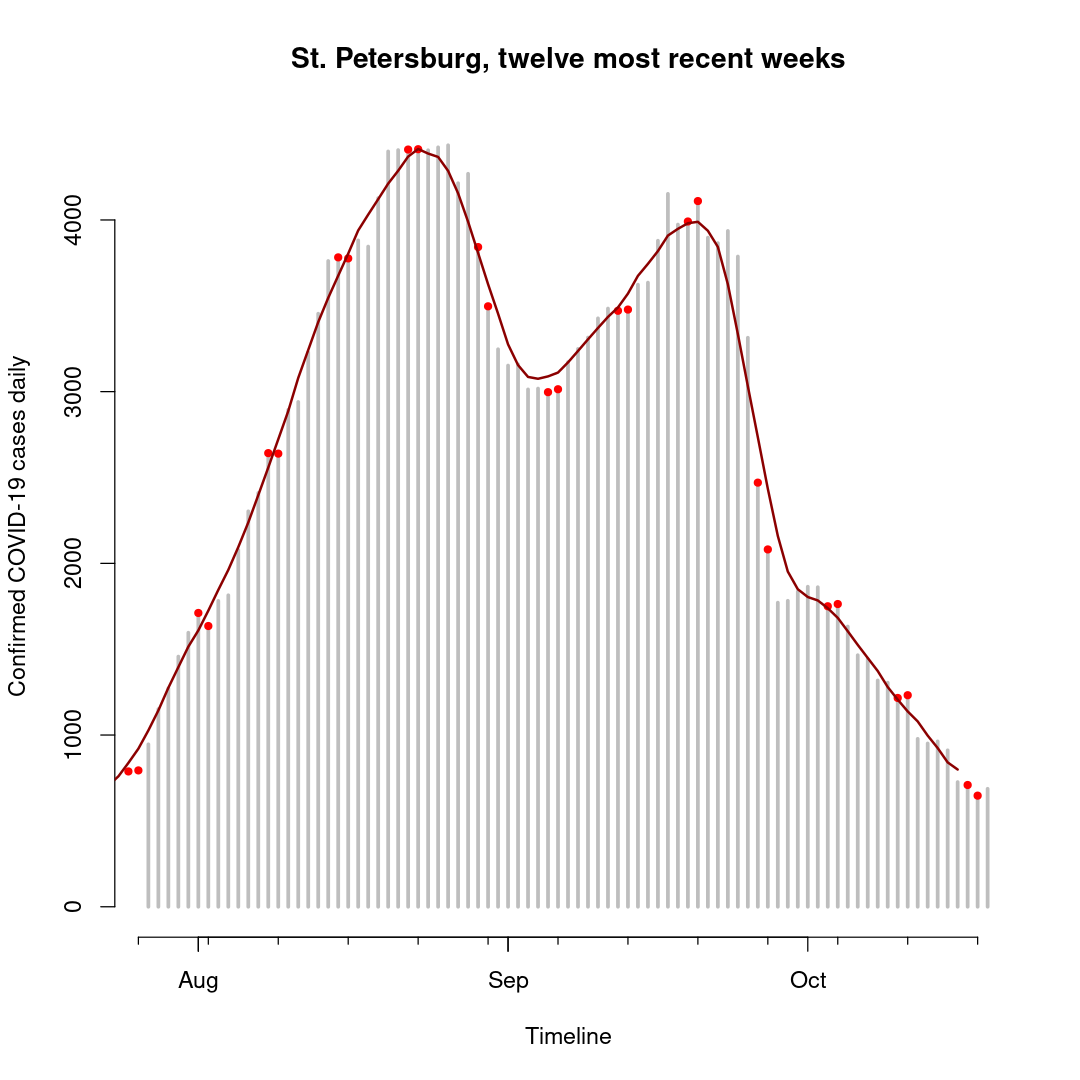 St. Petersburg, twelve most recent weeks
Confirmed COVID-19 cases daily
4000
3000
2000
1000
0
Aug Sep Oct
Timeline